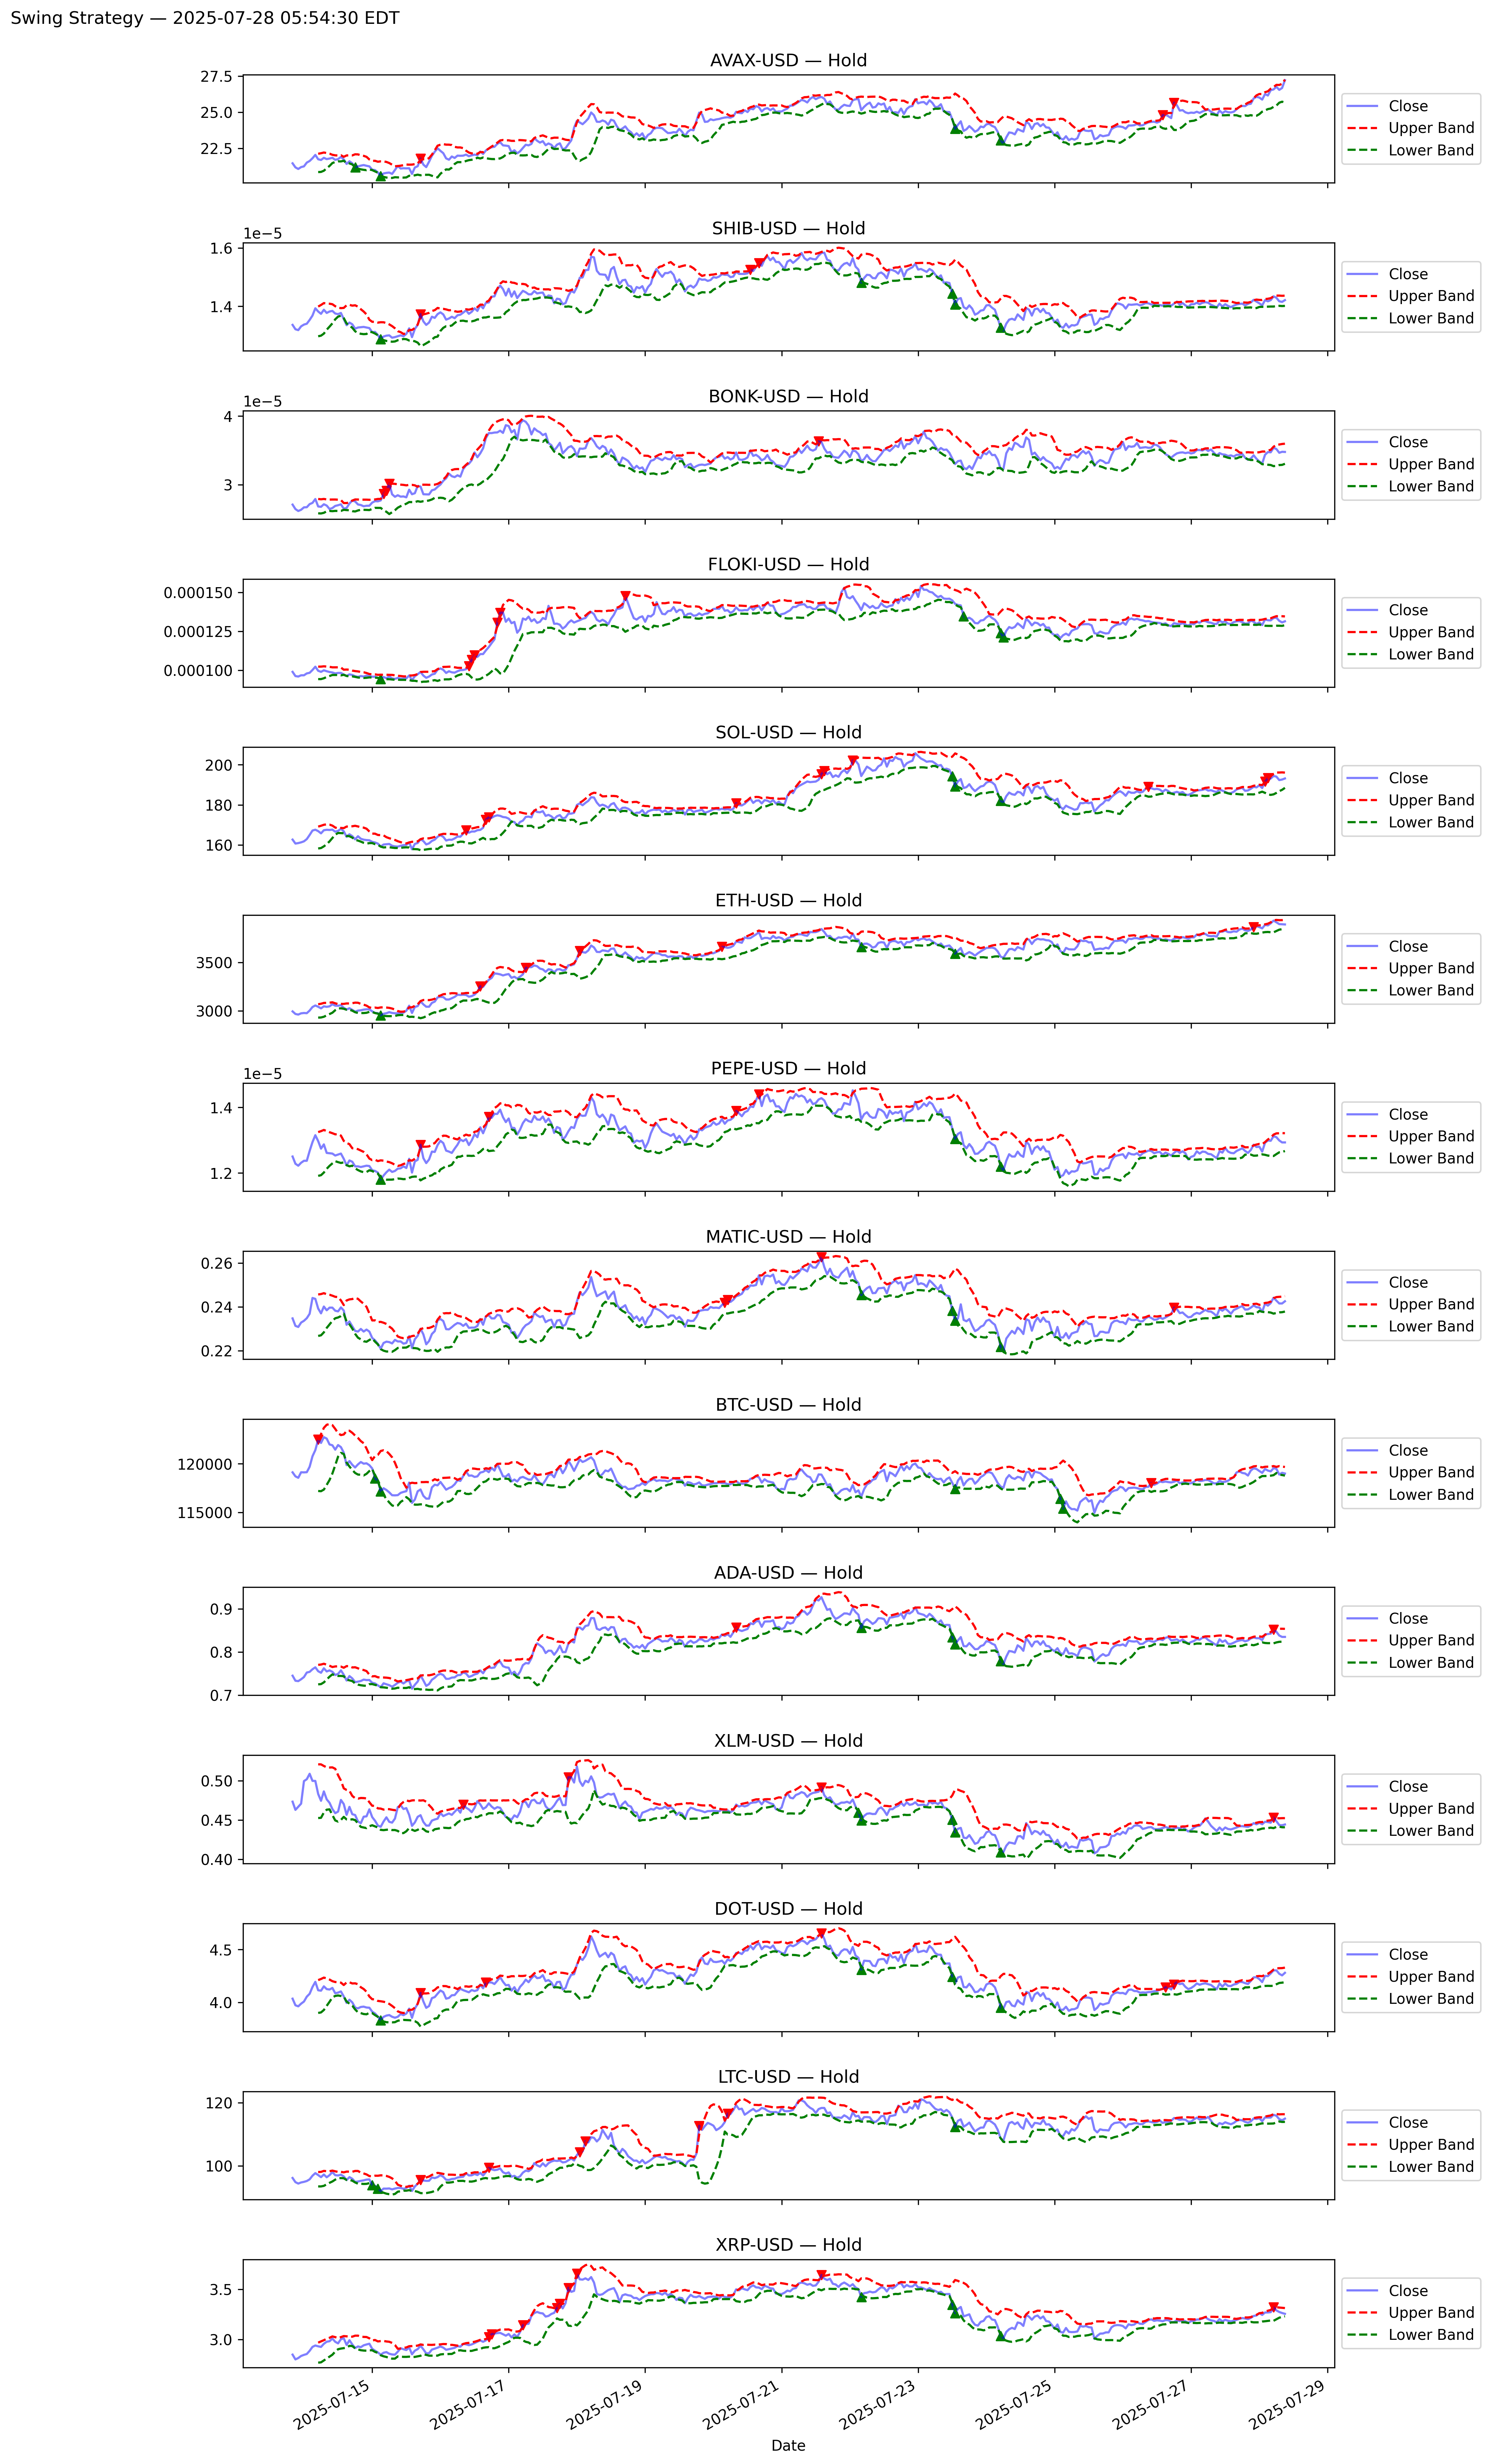 Swing Strategy — 2025-07-28 05:54:30 EDT
AVAX-USD — Hold
27.5
25.0
22.5
Close
Upper Band
Lower Band
SHIB-USD — Hold
1e−5
1.6
1.4
Close
Upper Band
Lower Band
BONK-USD — Hold
1e−5
4
3
Close
Upper Band
Lower Band
FLOKI-USD — Hold
0.000150
0.000125
0.000100
Close
Upper Band
Lower Band
SOL-USD — Hold
200
180
160
Close
Upper Band
Lower Band
ETH-USD — Hold
3500
3000
Close
Upper Band
Lower Band
PEPE-USD — Hold
1e−5
1.4
1.2
Close
Upper Band
Lower Band
MATIC-USD — Hold
0.26
0.24
0.22
Close
Upper Band
Lower Band
BTC-USD — Hold
120000
115000
Close
Upper Band
Lower Band
ADA-USD — Hold
0.9
0.8
0.7
Close
Upper Band
Lower Band
XLM-USD — Hold
0.50
0.45
0.40
Close
Upper Band
Lower Band
DOT-USD — Hold
4.5
4.0
Close
Upper Band
Lower Band
LTC-USD — Hold
120
100
Close
Upper Band
Lower Band
XRP-USD — Hold
3.5
3.0
Close
Upper Band
Lower Band
2025-07-15
2025-07-17
2025-07-19
2025-07-21
2025-07-23
2025-07-25
2025-07-27
2025-07-29
Date